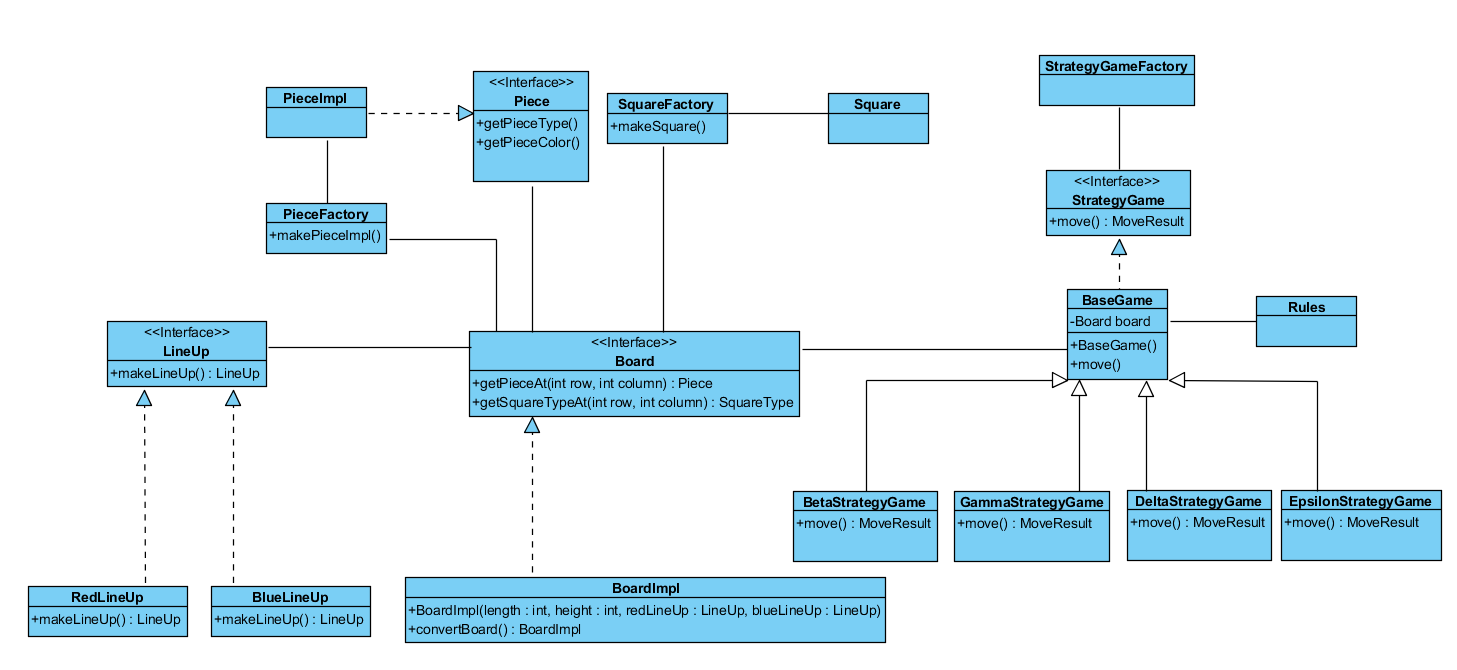 StrategyGameFactory
<<Interface>>
Piece
+getPieceType()
+getPieceColor()
PieceImpl
SquareFactory
+makeSquare()
Square
<<Interface>>
StrategyGame
+move() : MoveResult
PieceFactory
+makePieceImpl()
BaseGame
-Board board
+BaseGame()
+move()
Rules
<<Interface>>
LineUp
+makeLineUp() : LineUp
<<Interface>>
Board
+getPieceAt(int row, int column) : Piece
+getSquareTypeAt(int row, int column) : SquareType
BetaStrategyGame
+move() : MoveResult
GammaStrategyGame
+move() : MoveResult
DeltaStrategyGame
+move() : MoveResult
EpsilonStrategyGame
+move() : MoveResult
RedLineUp
+makeLineUp() : LineUp
BlueLineUp
+makeLineUp() : LineUp
BoardImpl
+BoardImpl(length : int, height : int, redLineUp : LineUp, blueLineUp : LineUp)
+convertBoard() : BoardImpl